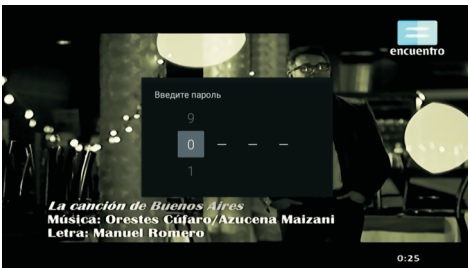 encuentro
Введите пароль
9
0 – – –
1
La canción de Buenos Aires
Música: Orestes Cúfaro/Azucena Maizani
Letra: Manuel Romero
0:25